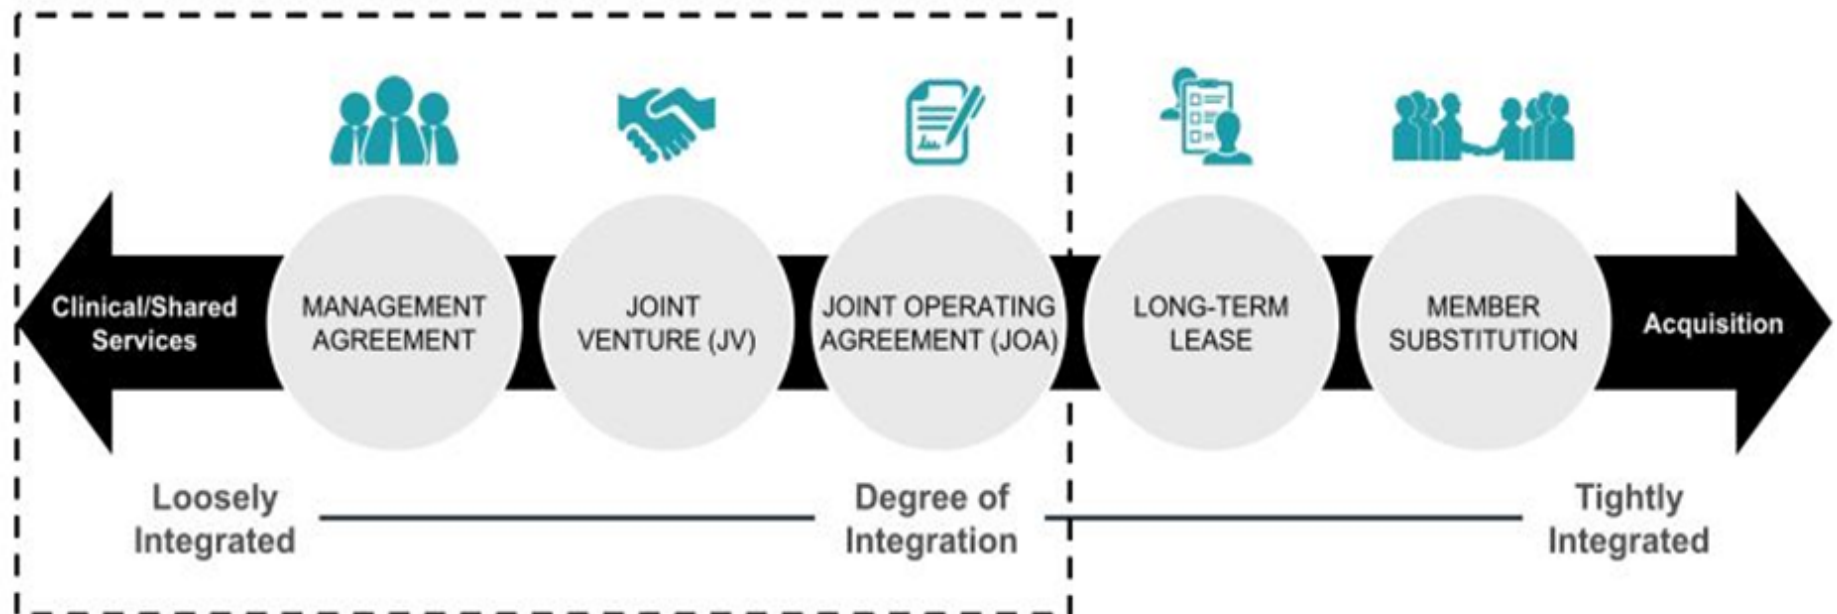 Clinical/Shared
Services
MANAGEMENT
AGREEMENT
JOINT
VENTURE (JV)
JOINT OPERATING
AGREEMENT (JOA)
LONG-TERM
LEASE
MEMBER
SUBSTITUTION
Acquisition
Loosely
Integrated
Degree of
Integration
Tightly
Integrated